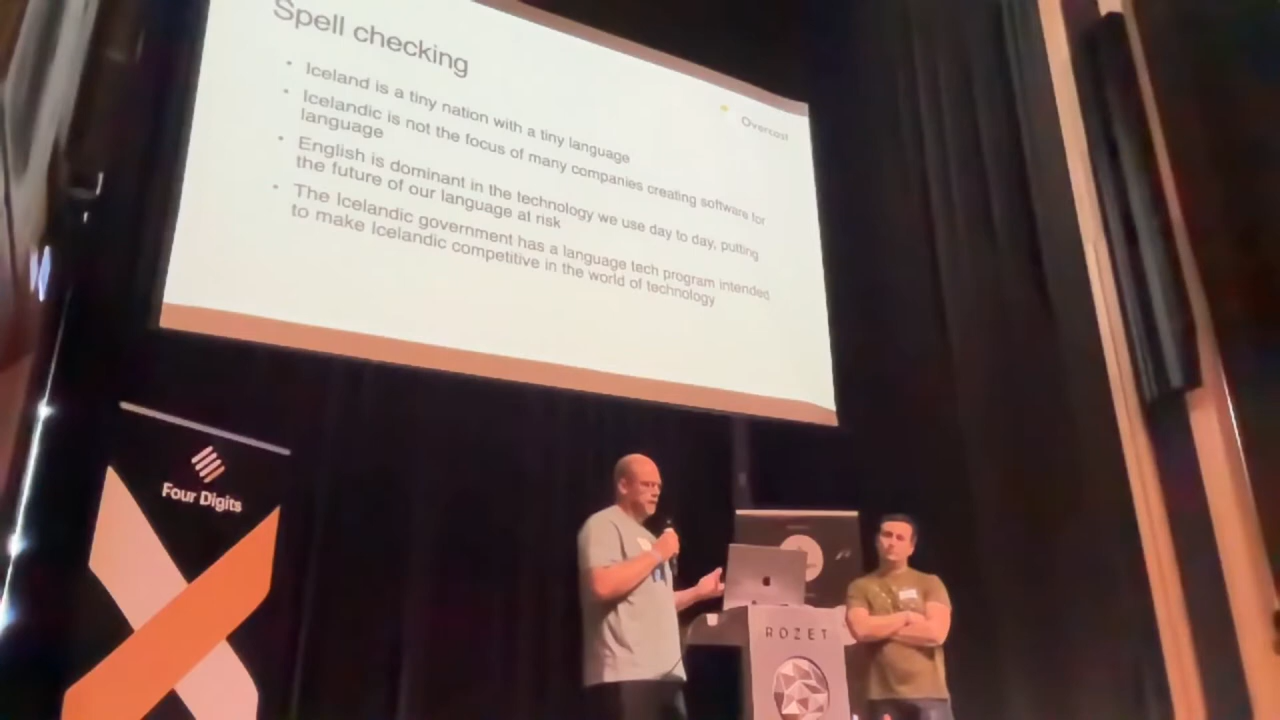 Spell checking
Overcast
• Iceland is a tiny nation with a tiny language
• Icelandic is not the focus of many companies creating software for
language
• English is dominant in the technology we use day to day, putting
the future of our language at risk
• The Icelandic government has a language tech program intended
to make Icelandic competitive in the world of technology
Four Digits
ROZET